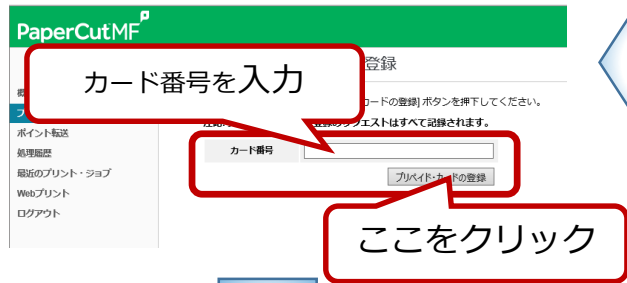 PaperCutMF
登録
カード番号を入力
カードの登録] ボタンを押下してください。
エストはすべて記録されます。
ポイント転送
処理履歴
カード番号
最近のプリント・ジョブ
プリペイド・カードの登録
Webプリント
ログアウト
ここをクリック